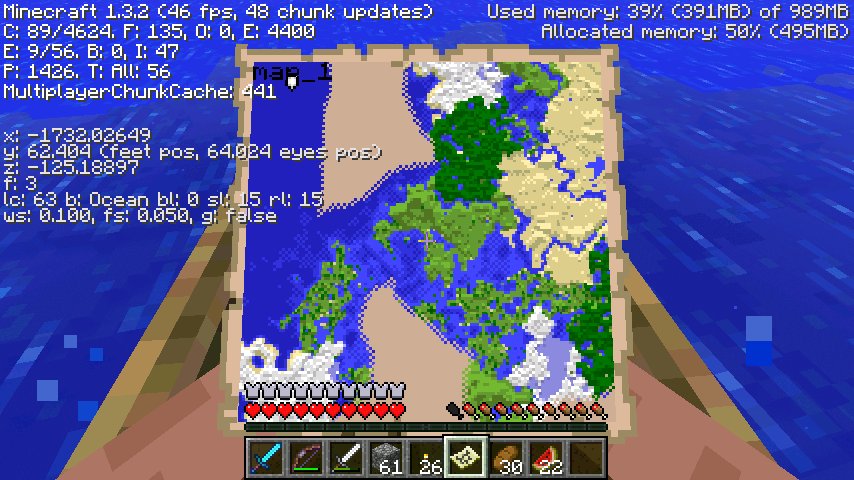 Minecraft 1.3.2 (46 fps, 48 chunk updates)
Used memory: 39% (391MB) of 989MB
C: 89/4624. F: 135, O: 0, E: 4400
Allocated memory: 50% (495MB)
E: 9/56. B: 0, I: 47
P: 1426. T: All: 56
map_1
MultiplayerChunkCache: 441
x: -1732.02649
y: 62.404 (feet pos, 64.024 eyes pos)
z: -125.18897
f: 3
lc: 63 b: Ocean bl: 0 sl: 15 rl: 15
ws: 0.100, fs: 0.050, g: false
61 26 30 22